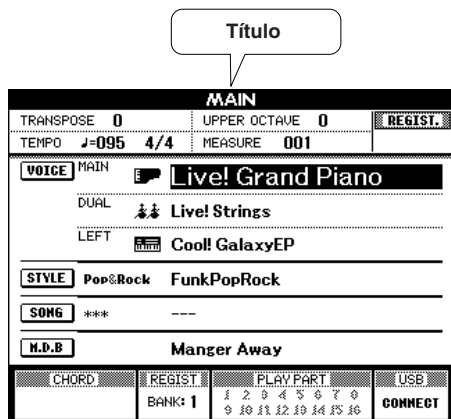 Título
MAIN
TRANSPOSE 0 UPPER OCTAVE 0 REGIST.
TEMPO ♩=095 4/4 MEASURE 001
VOICE MAIN Live! Grand Piano
DUAL Live! Strings
LEFT Cool! GalaxyEP
STYLE Pop&Rock FunkPopRock
SONG *** ---
M.D.B Manger Away
CHORD REGIST PLAY PART USB
BANK: 1 1 2 3 4 5 6 7 8 CONNECT
9 10 11 12 13 14 15 16